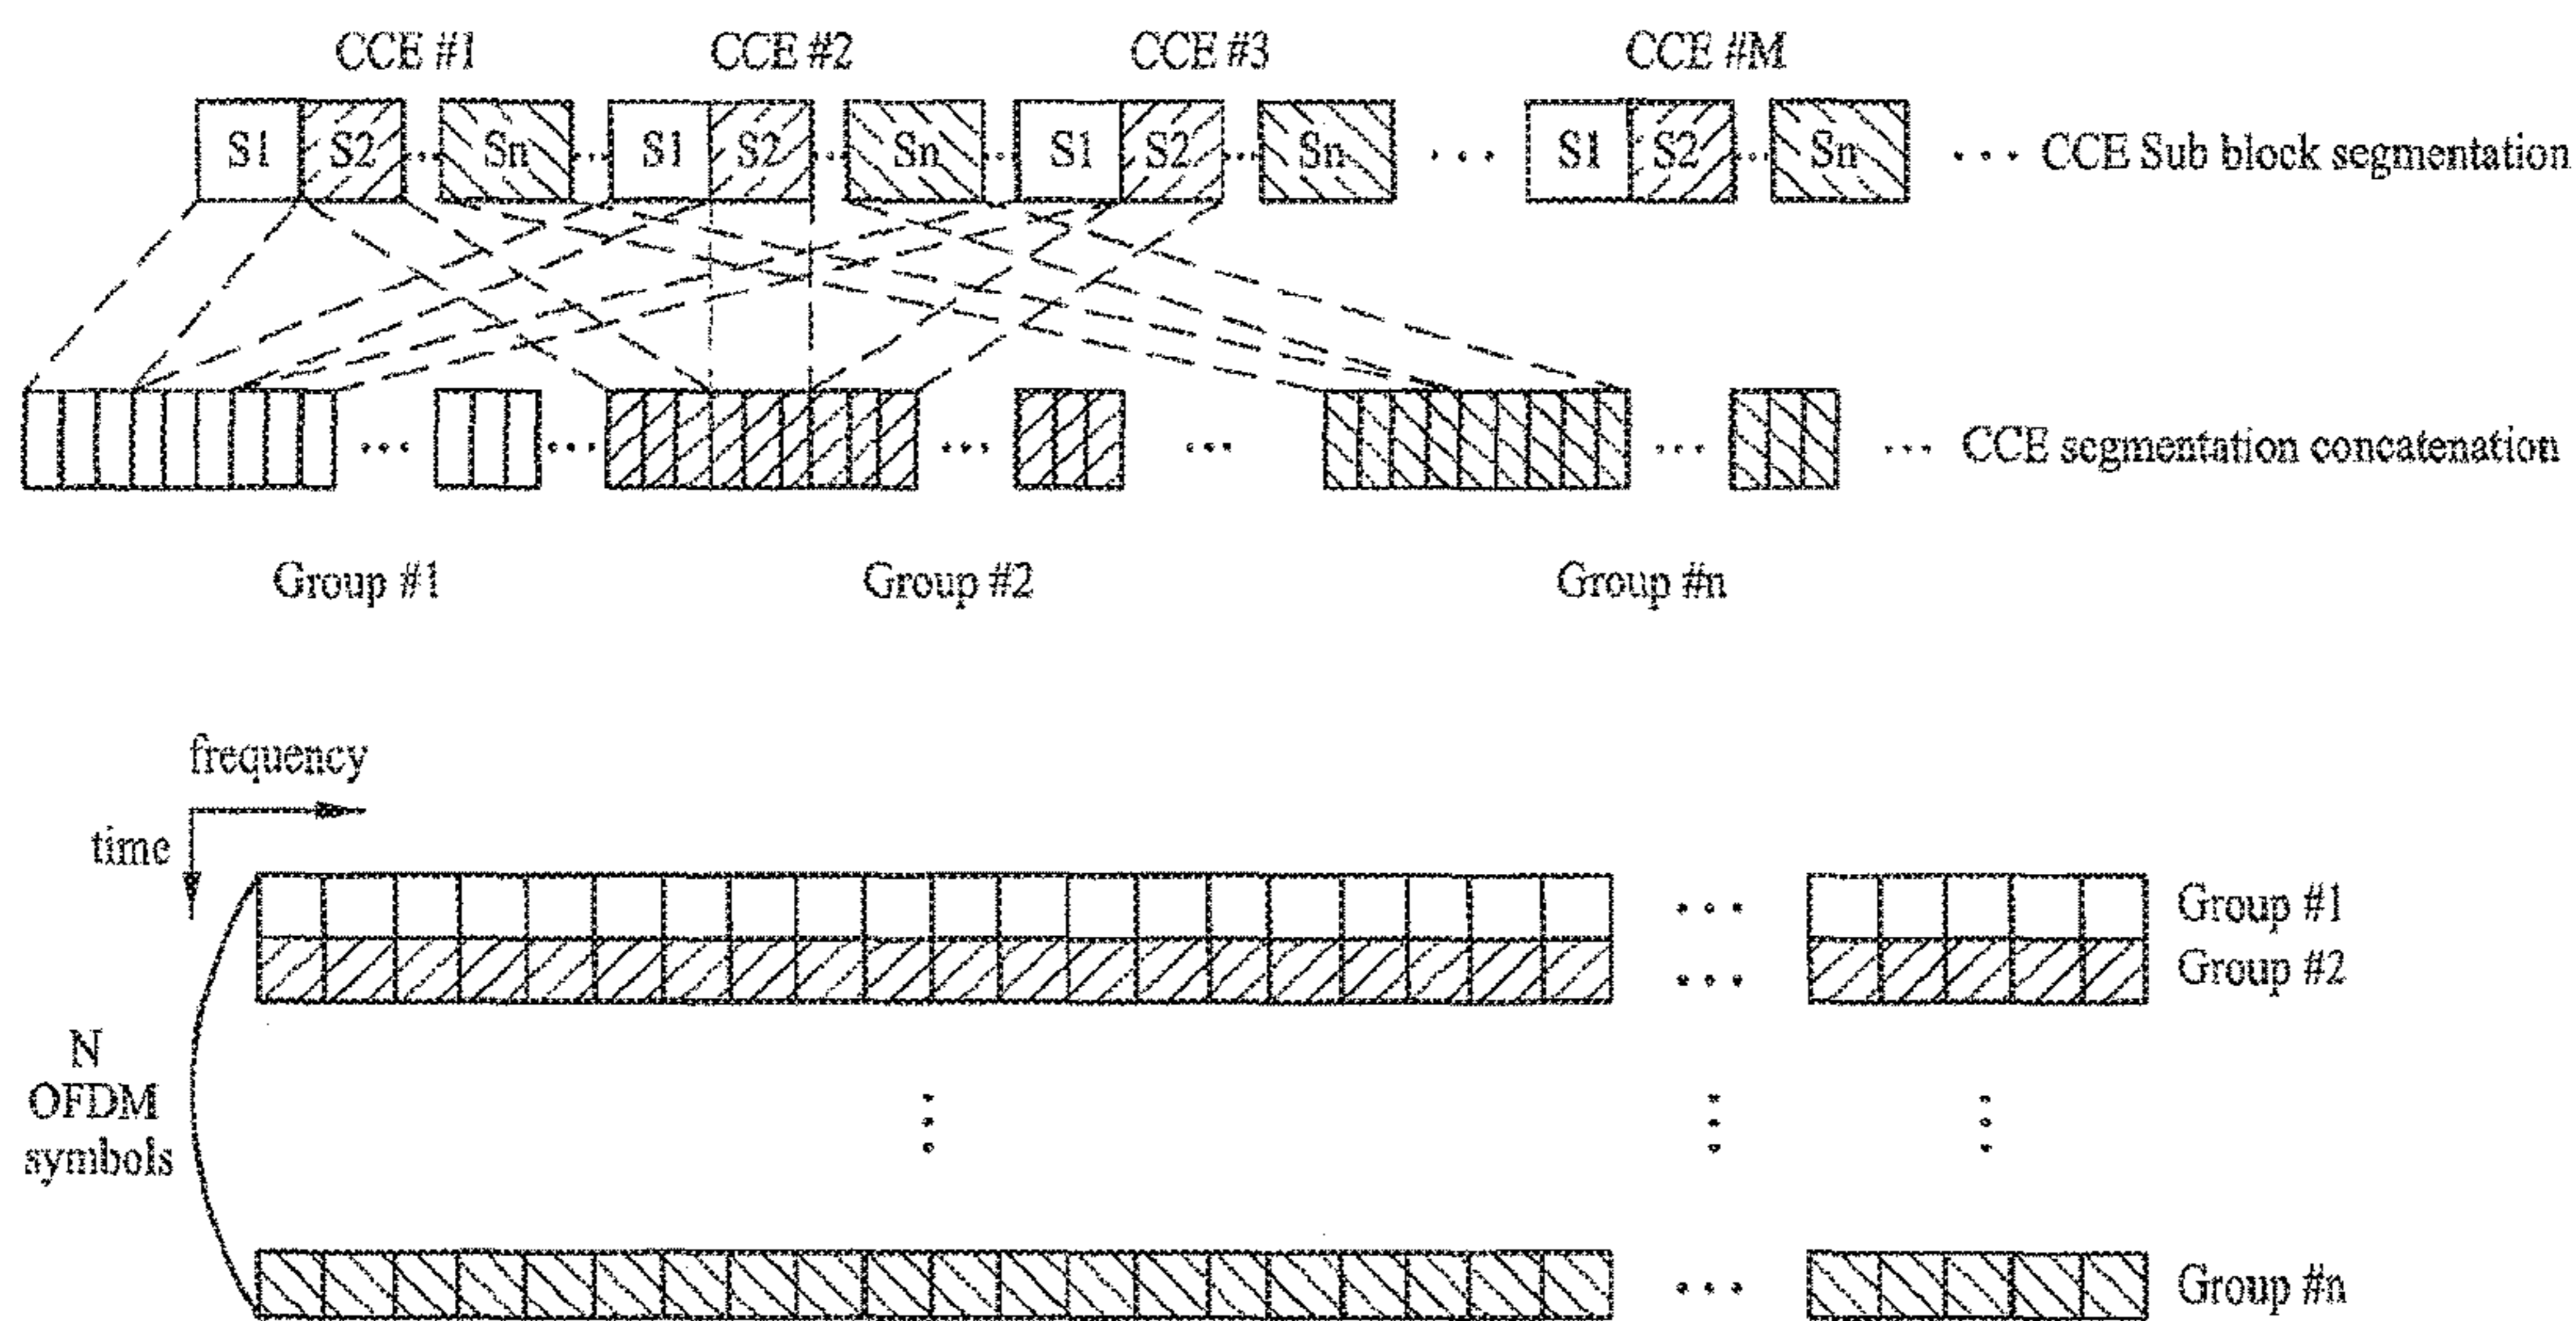 CCE #1 CCE #2 CCE #3 CCE #M
S1 S2 ... Sn ... S1 S2 ... Sn ... S1 S2 ... Sn ... S1 S2 ... Sn ... CCE Sub block segmentation
... ... ... ... ... ... CCE segmentation concatenation
Group #1 Group #2 Group #n
frequency
time
... Group #1
... Group #2
N
OFDM
symbols
... Group #n